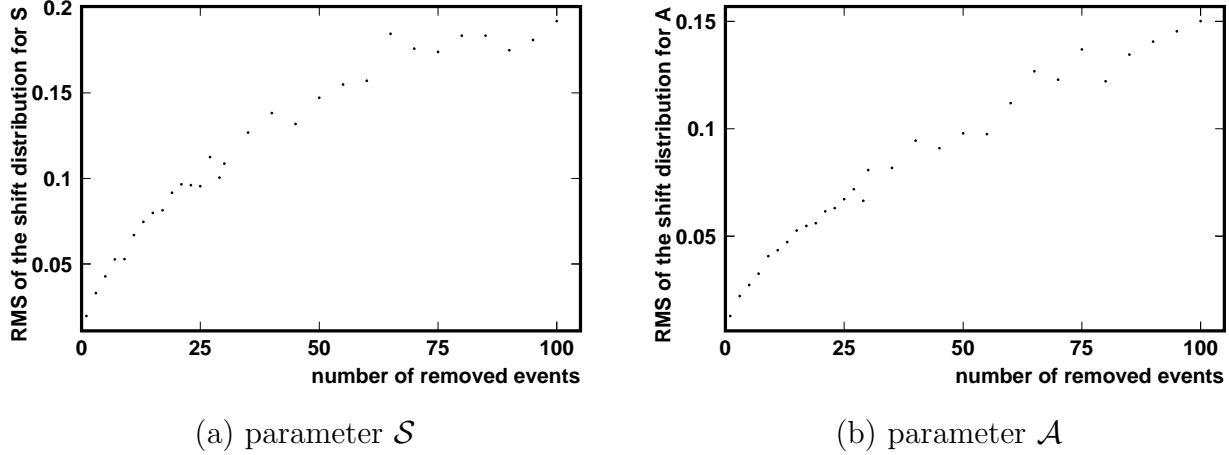 RMS of the shift distribution for S
0.2
0.15
0.1
0.05
0 25 50 75 100
number of removed events
(a) parameter 𝒮
RMS of the shift distribution for A
0.15
0.1
0.05
0 25 50 75 100
number of removed events
(b) parameter 𝒜